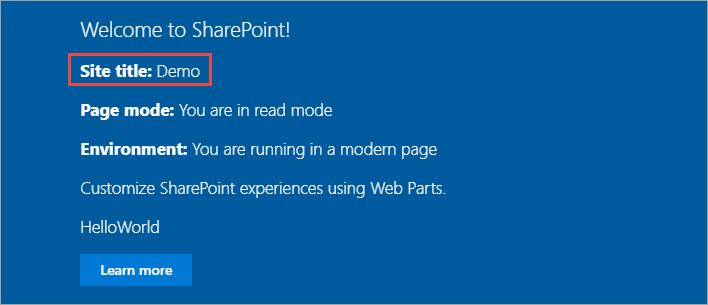 Welcome to SharePoint!
Site title: Demo
Page mode: You are in read mode
Environment: You are running in a modern page
Customize SharePoint experiences using Web Parts.
HelloWorld
Learn more